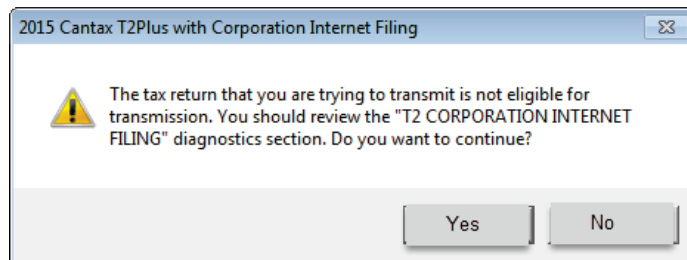 2015 Cantax T2Plus with Corporation Internet Filing
The tax return that you are trying to transmit is not eligible for
transmission. You should review the "T2 CORPORATION INTERNET
FILING" diagnostics section. Do you want to continue?
Yes No